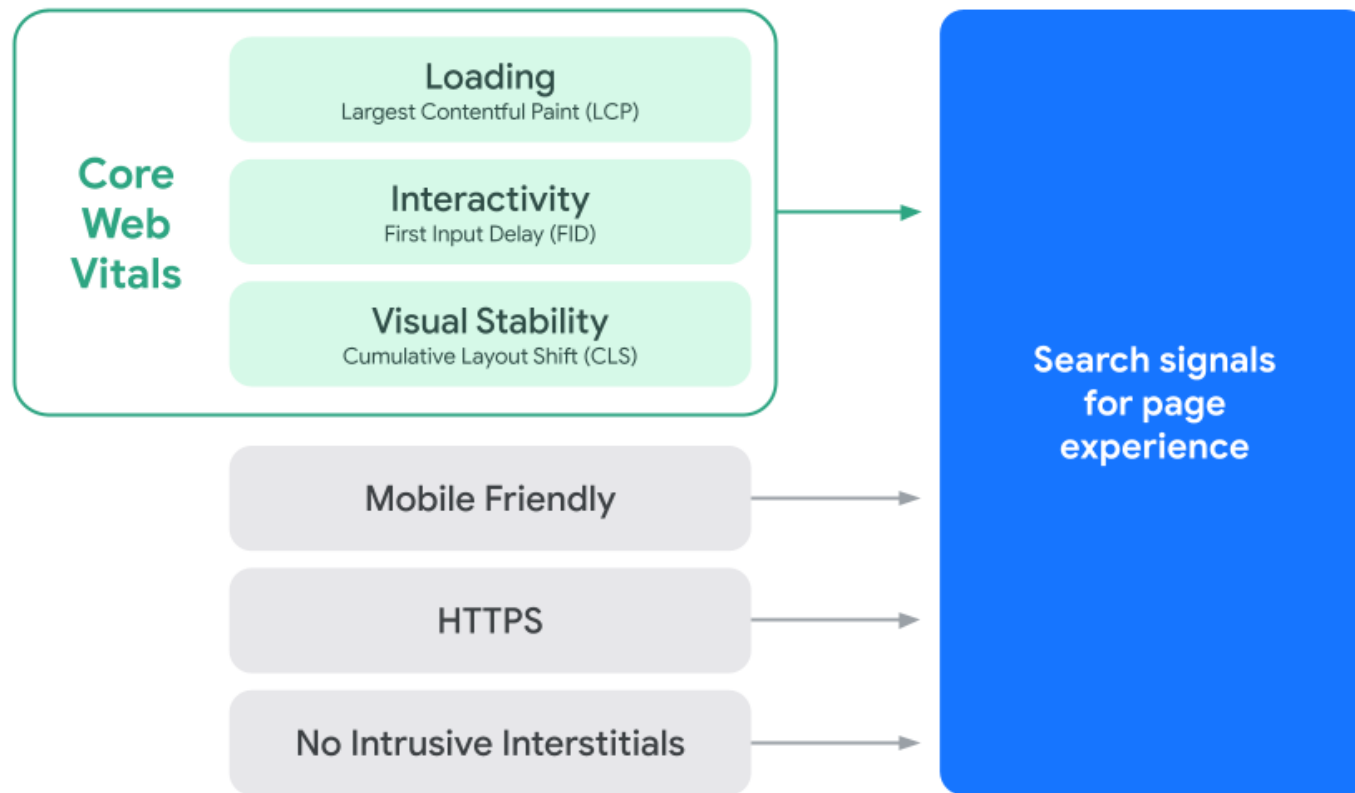 Core
Web
Vitals
Loading
Largest Contentful Paint (LCP)
Interactivity
First Input Delay (FID)
Visual Stability
Cumulative Layout Shift (CLS)
Mobile Friendly
HTTPS
No Intrusive Interstitials
Search signals
for page
experience